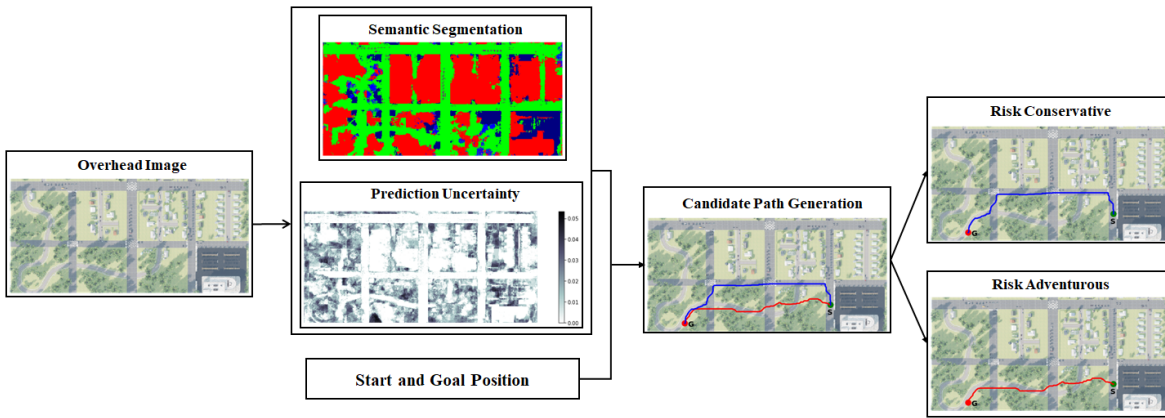 Overhead Image
Semantic Segmentation
Prediction Uncertainty
0.05
0.04
0.03
0.02
0.01
0.00
Start and Goal Position
Candidate Path Generation
S
G
Risk Conservative
S
G
Risk Adventurous
S
G